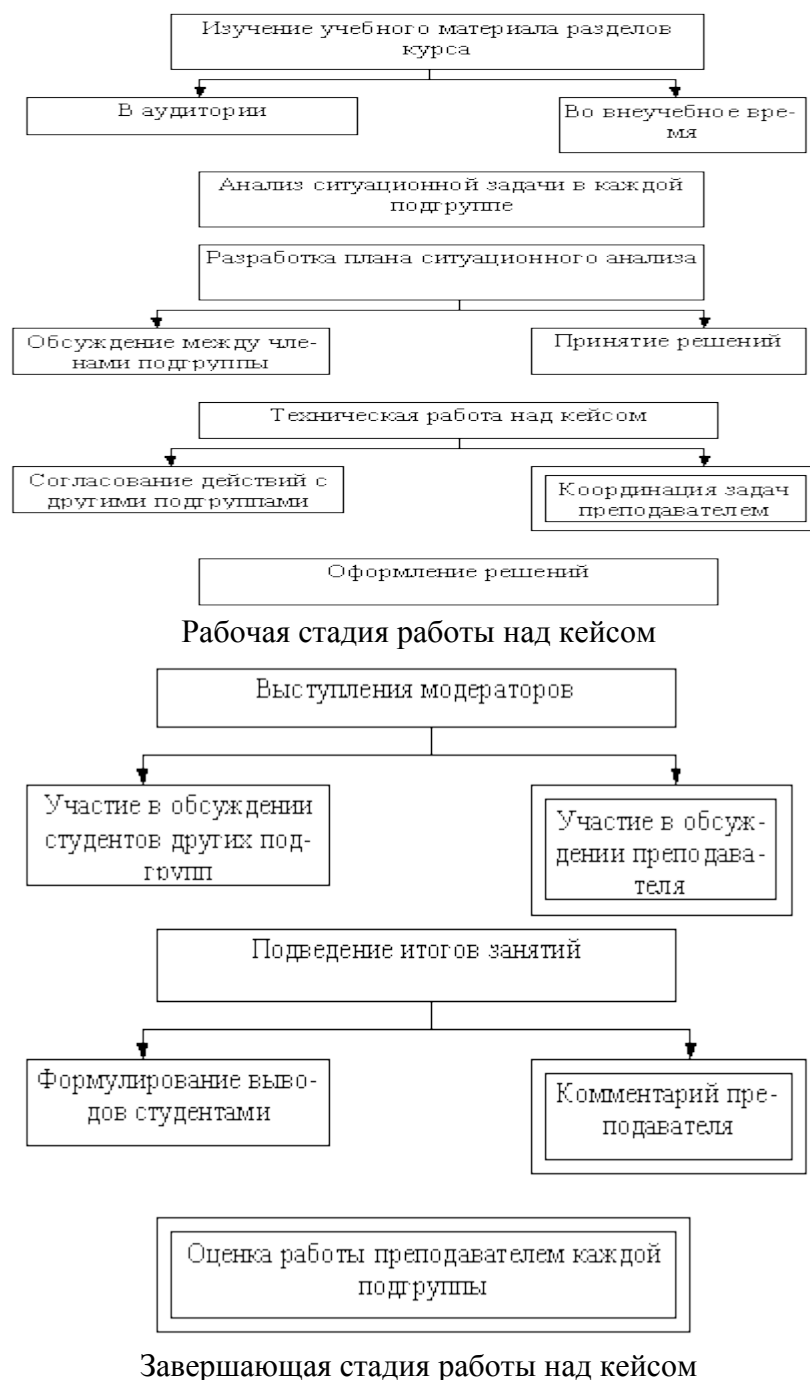 Изучение учебного материала разделов
курса
В аудитории
Во внеучебное вре-
мя
Анализ ситуационной задачи в каждой
подгруппе
Разработка плана ситуационного анализа
Обсуждение между чле-
нами подгруппы
Принятие решений
Техническая работа над кейсом
Согласование действий с
другими подгруппами
Координация задач
преподавателем
Оформление решений
Рабочая стадия работы над кейсом
Выступления модераторов
Участие в обсуждении
студентов других под-
групп
Участие в обсуж-
дении преподава-
теля
Подведение итогов занятий
Формулирование выво-
дов студентами
Комментарий пре-
подавателя
Оценка работы преподавателем каждой
подгруппы
Завершающая стадия работы над кейсом